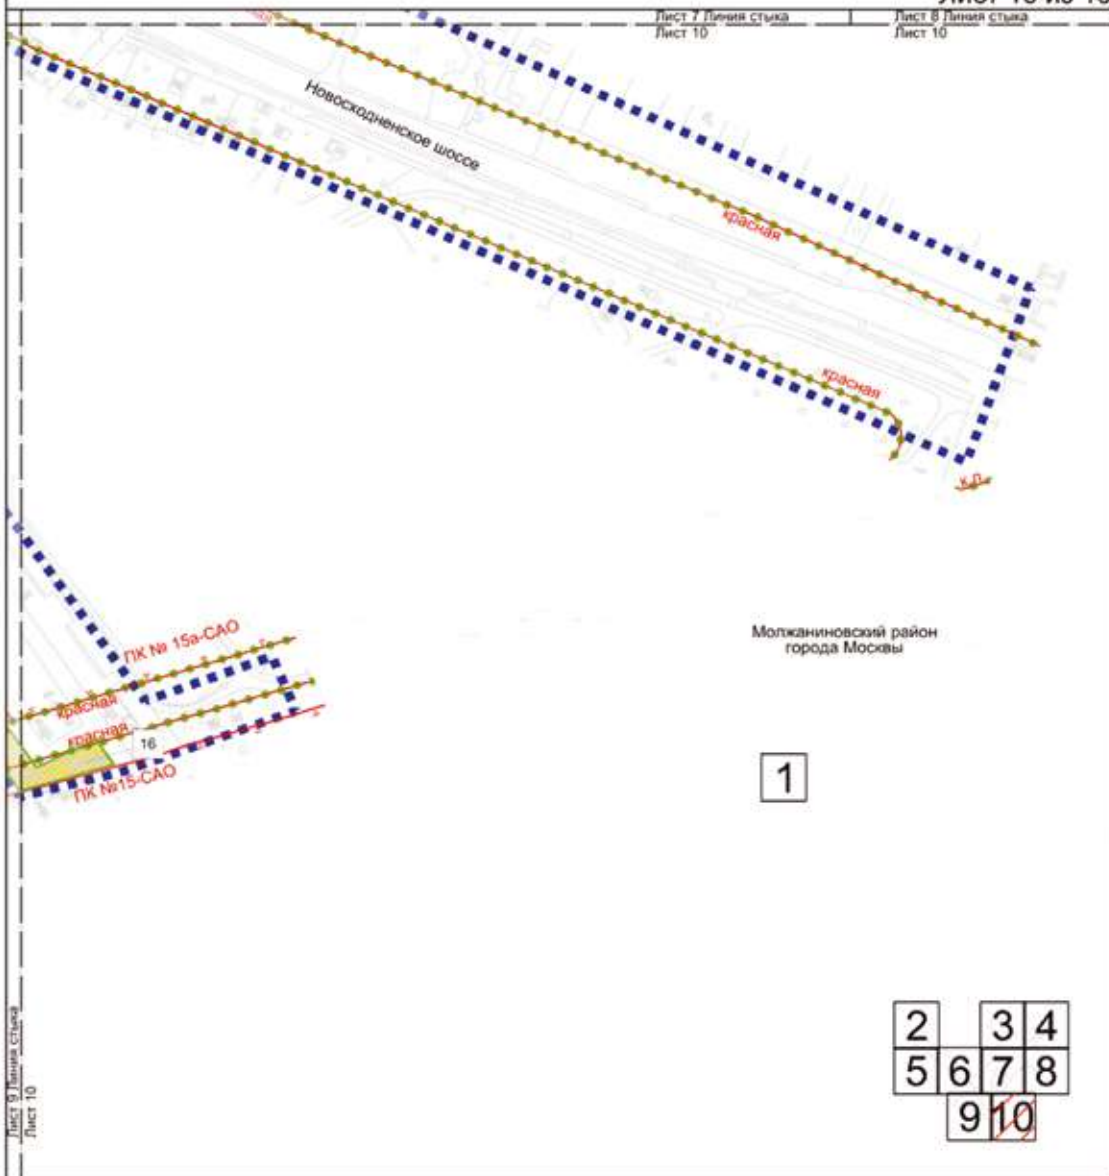 Лист 7 Линия стыка
Лист 10
Лист 8 Линия стыка
Лист 10
Новосходненское шоссе
красная
красная
к.л.
Молжаниновский район
города Москвы
ПК № 15а-САО
красная
красная
16
ПК №15-САО
1
2
3
4
5
6
7
8
9
10
Лист 9 Линия стыка
Лист 10